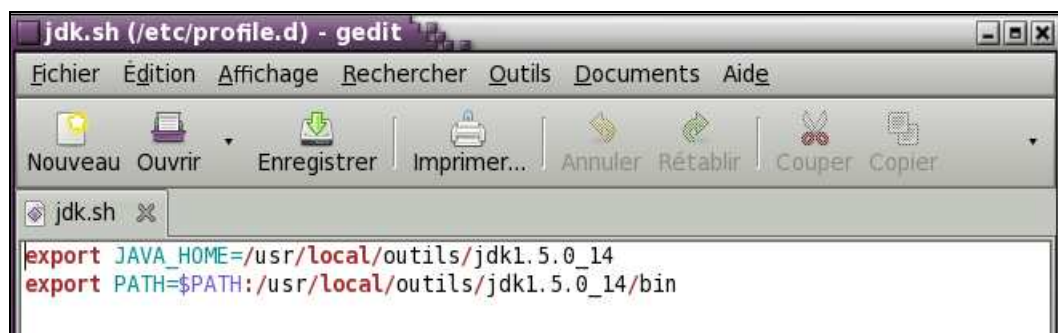 jdk.sh (/etc/profile.d) - gedit
Fichier Édition Affichage Rechercher Outils Documents Aide
Nouveau Ouvrir Enregistrer Imprimer... Annuler Rétablir Couper Copier
jdk.sh
export JAVA_HOME=/usr/local/outils/jdk1.5.0_14
export PATH=$PATH:/usr/local/outils/jdk1.5.0_14/bin